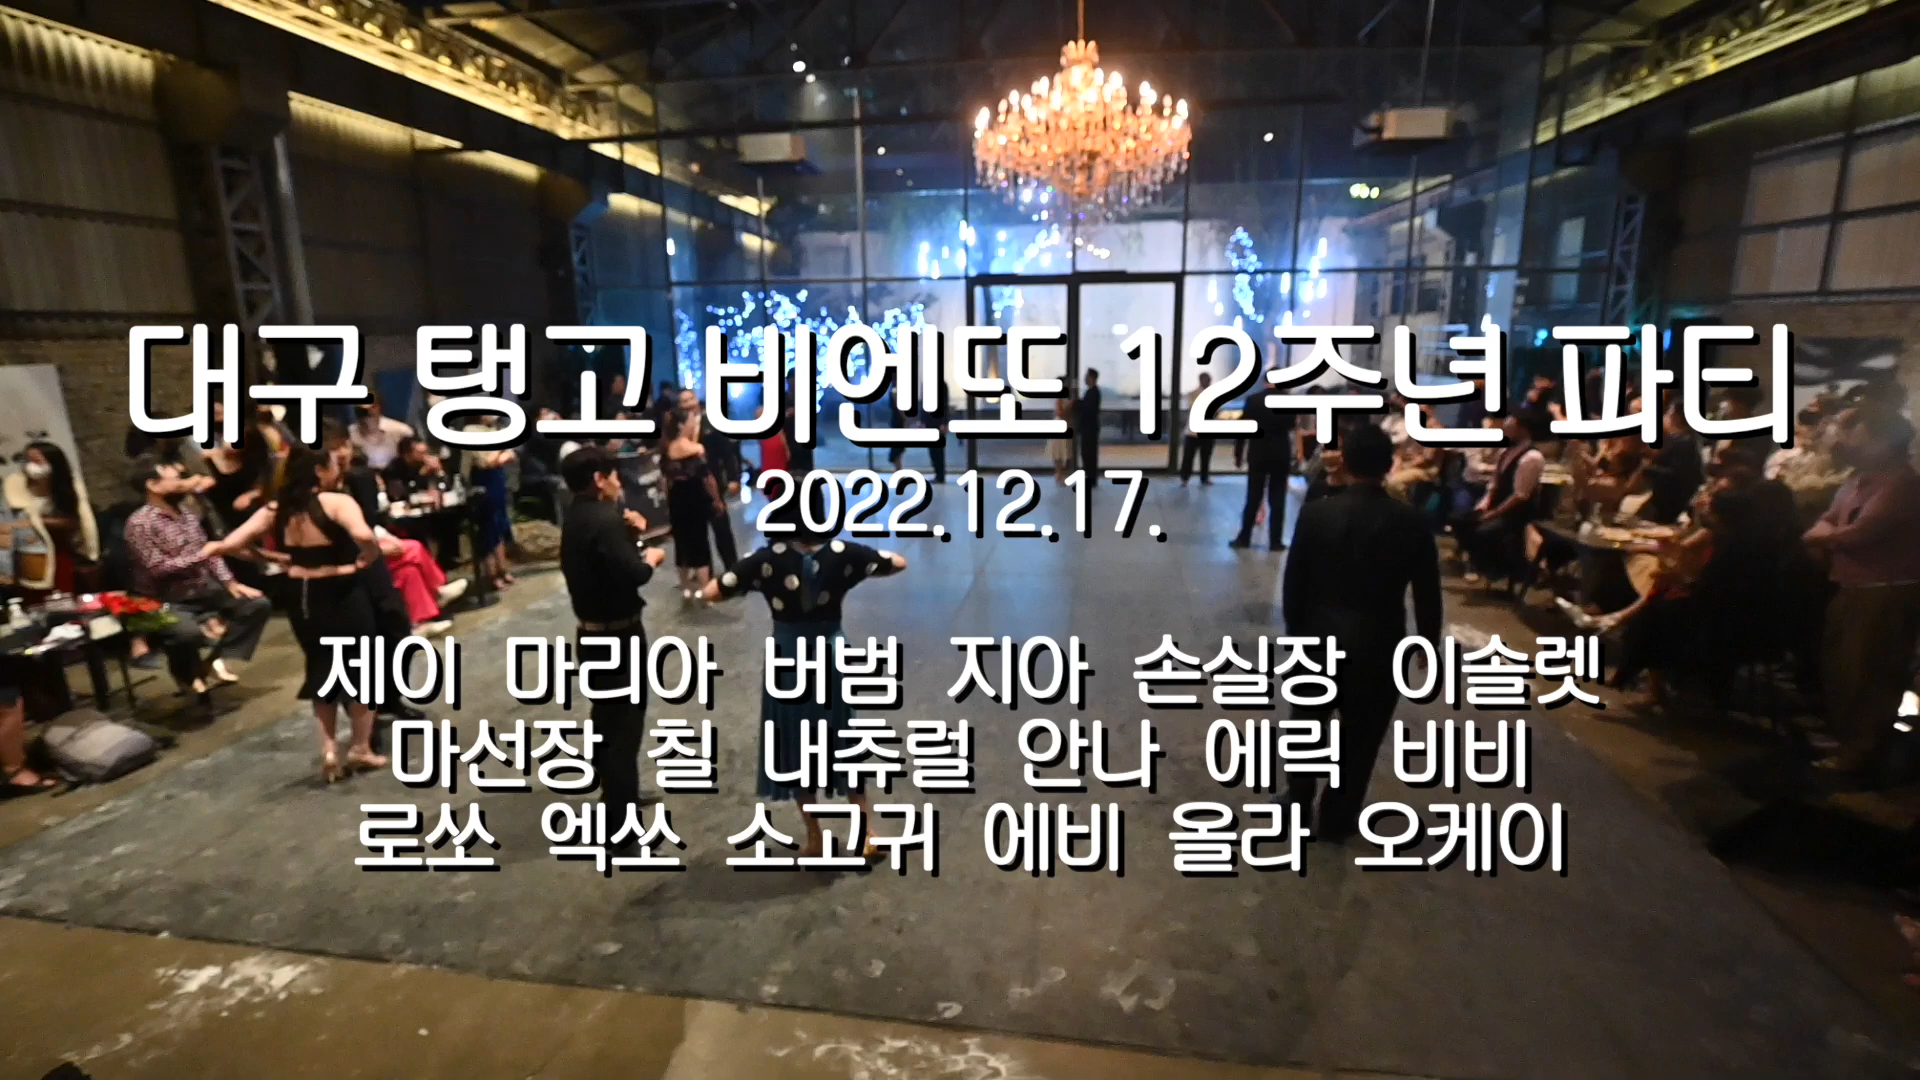 대구 탱고 비엔또 12주년 파티
2022.12.17.
제이 마리아 버범 지아 손실장 이솔렛
마선장 칠 내츄럴 안나 에릭 비비
로쏘 엑쏘 소고귀 에비 올라 오케이